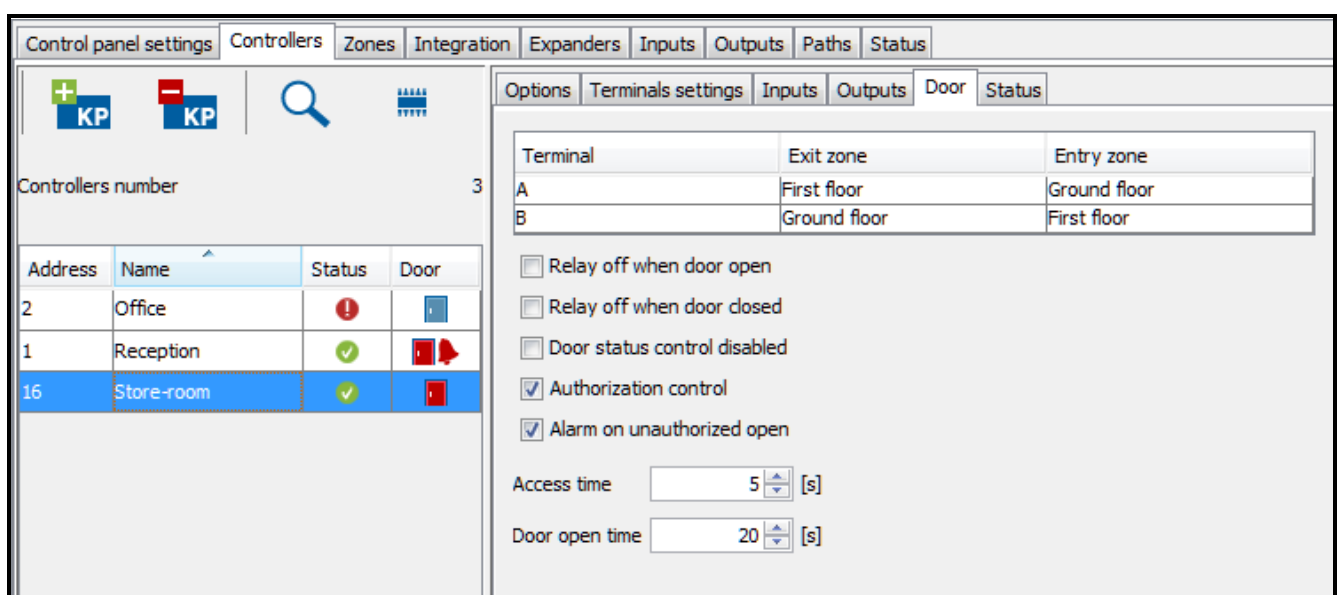 Control panel settings Controllers Zones Integration Expanders Inputs Outputs Paths Status
KP KP
Options Terminals settings Inputs Outputs Door Status
Controllers number 3
Terminal Exit zone Entry zone
A First floor Ground floor
B Ground floor First floor
Address Name Status Door
2 Office
1 Reception
16 Store-room
Relay off when door open
Relay off when door closed
Door status control disabled
Authorization control
Alarm on unauthorized open
Access time 5 [s]
Door open time 20 [s]